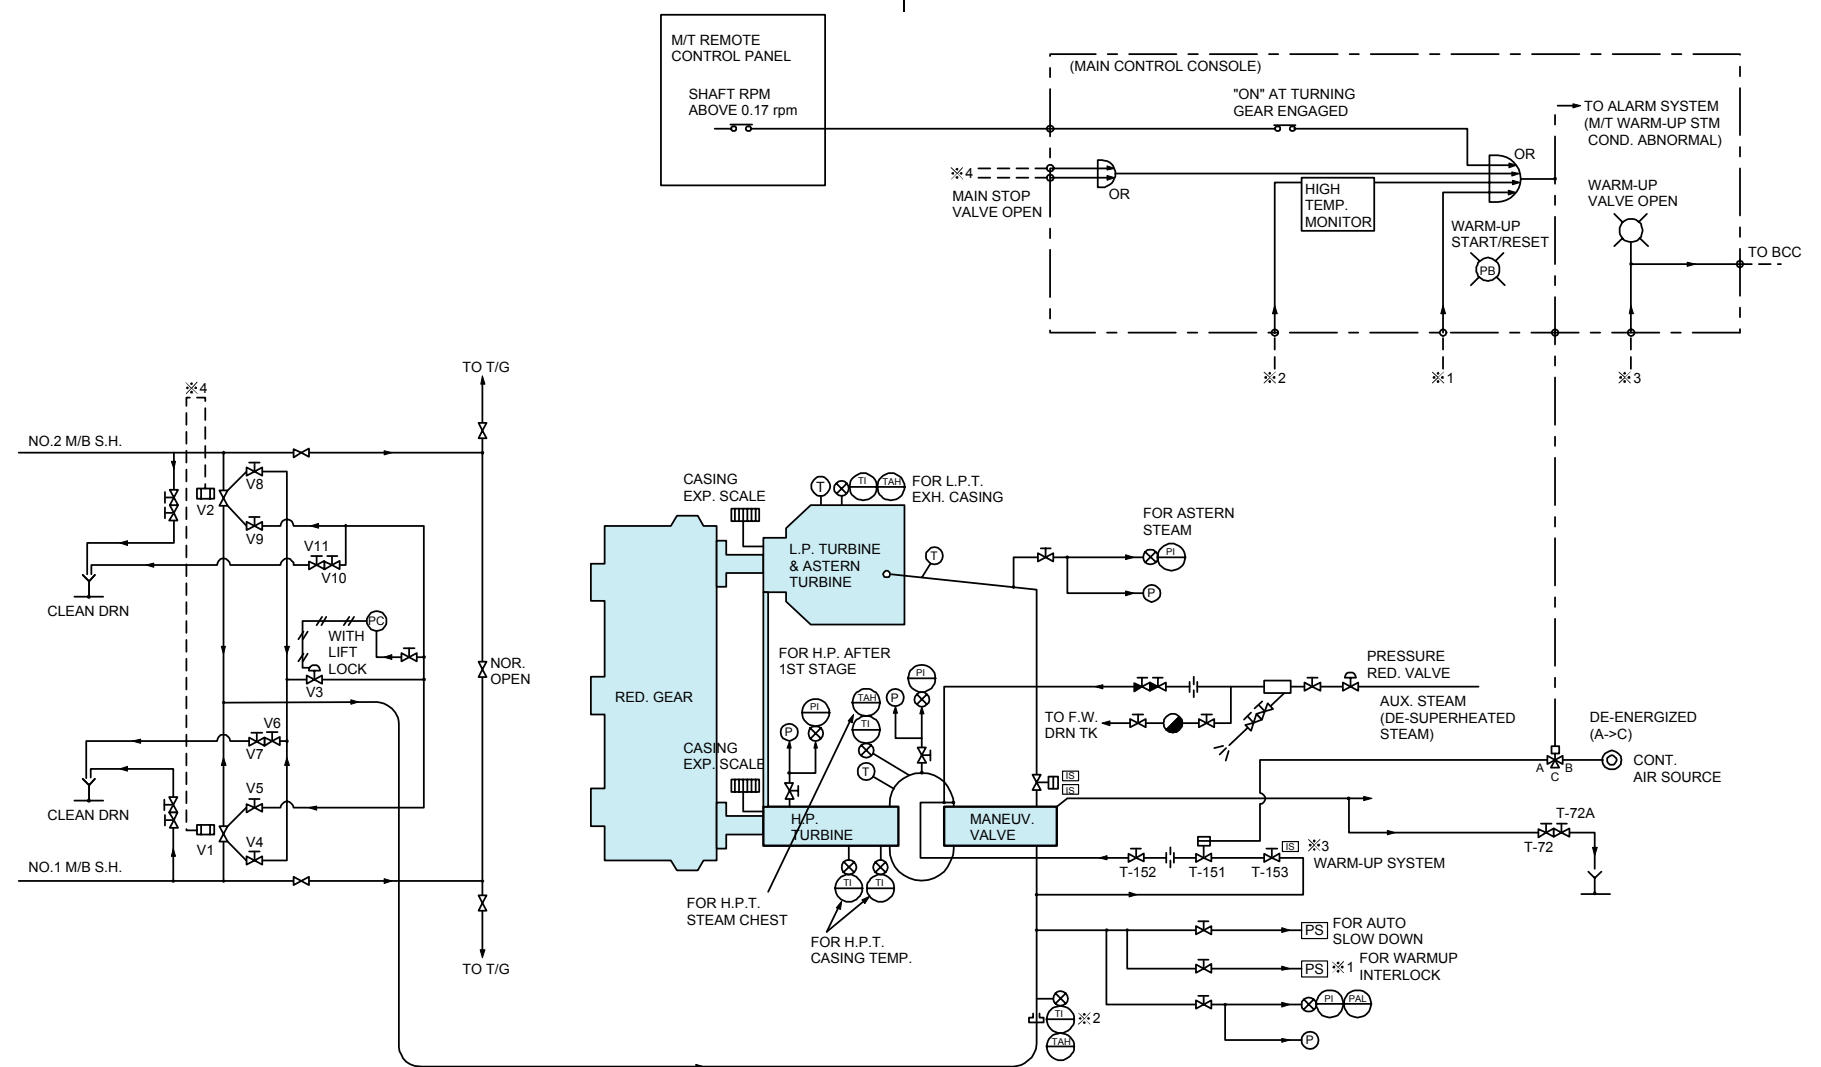 M/T REMOTE
CONTROL PANEL
SHAFT RPM
ABOVE 0.17 rpm
(MAIN CONTROL CONSOLE)
"ON" AT TURNING
GEAR ENGAGED
TO ALARM SYSTEM
(M/T WARM-UP STM
COND. ABNORMAL)
OR
※4
MAIN STOP
VALVE OPEN
OR
HIGH
TEMP.
MONITOR
WARM-UP
VALVE OPEN
WARM-UP
START/RESET
PB
TO BCC
※2
※1
※3
TO T/G
※4
NO.2 M/B S.H.
V8
V2
V9
V11
V10
CLEAN DRN
PC
WITH
LIFT
LOCK
V3
NOR.
OPEN
V6
V7
V5
CLEAN DRN
V4
V1
NO.1 M/B S.H.
TO T/G
CASING
EXP. SCALE
T
TI
TAH
FOR L.P.T.
EXH. CASING
L.P. TURBINE
& ASTERN
TURBINE
T
FOR ASTERN
STEAM
PI
P
RED. GEAR
FOR H.P. AFTER
1ST STAGE
PI
P
TAH
TI
T
P
PI
CASING
EXP. SCALE
H.P.
TURBINE
MANEUV.
VALVE
TI
TI
FOR H.P.T.
STEAM CHEST
FOR H.P.T.
CASING TEMP.
PRESSURE
RED. VALVE
AUX. STEAM
(DE-SUPERHEATED
STEAM)
TO F.W.
DRN TK
DE-ENERGIZED
(A->C)
A
B
C
CONT.
AIR SOURCE
IS
IS
T-72A
T-72
IS
※3
WARM-UP SYSTEM
T-152
T-151
T-153
PS
FOR AUTO
SLOW DOWN
PS
※1
FOR WARMUP
INTERLOCK
PI
PAL
P
TI
※2
TAH